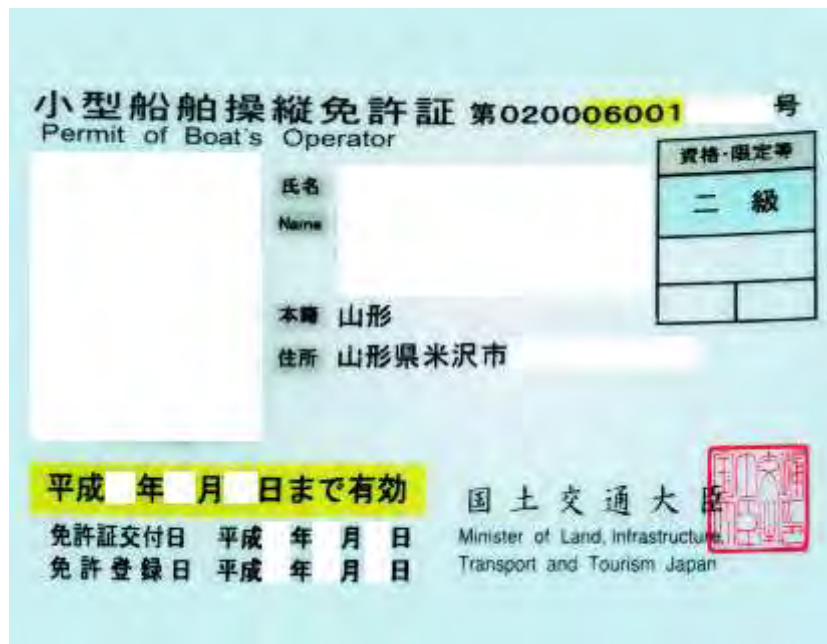 小型船舶操縦免許証 第020006001 号
Permit of Boat's Operator
資格・限定等
二 級
氏名
Name
本籍 山形
住所 山形県米沢市
平成 年 月 日まで有効
免許証交付日 平成 年 月 日
免許登録日 平成 年 月 日
国土交通大臣
Minister of Land, Infrastructure,
Transport and Tourism Japan